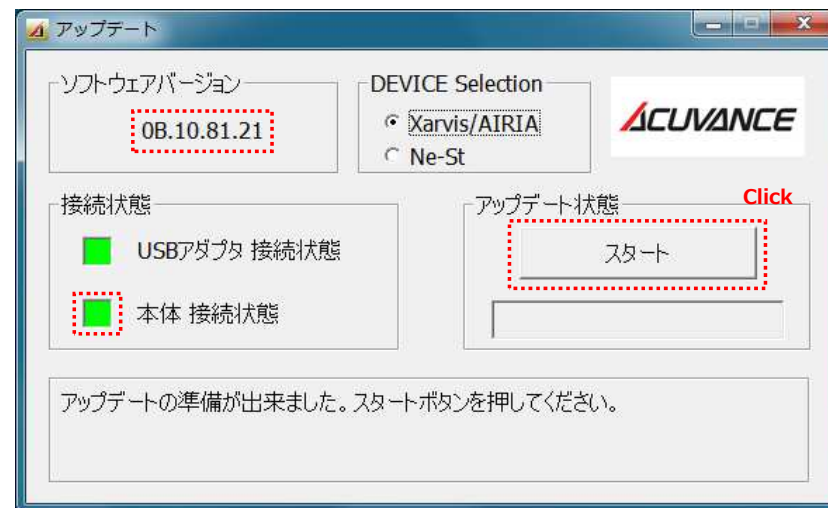 アップデート
ソフトウェアバージョン
0B.10.81.21
DEVICE Selection
Xarvis/AIRIA
Ne-St
ACUVANCE
接続状態
USBアダプタ 接続状態
本体 接続状態
アップデート状態
Click
スタート
アップデートの準備が出来ました。スタートボタンを押してください。